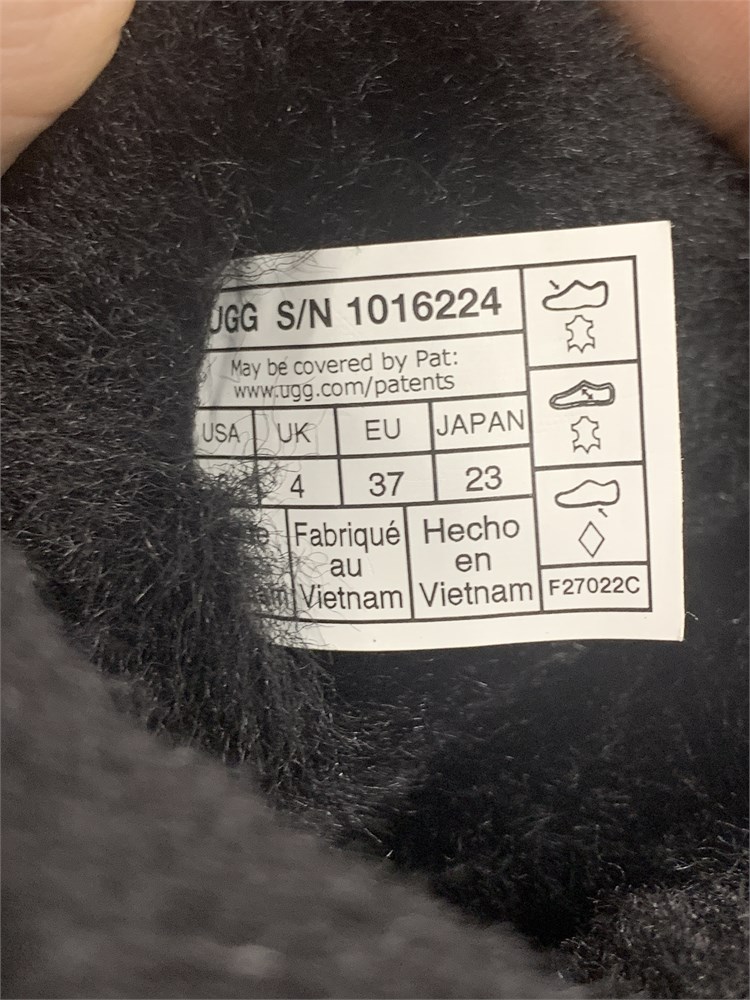 UGG S/N 1016224
May be covered by Pat:
www.ugg.com/patents
USA UK EU JAPAN
4 37 23
Fabriqué au Vietnam
Hecho en Vietnam
F27022C